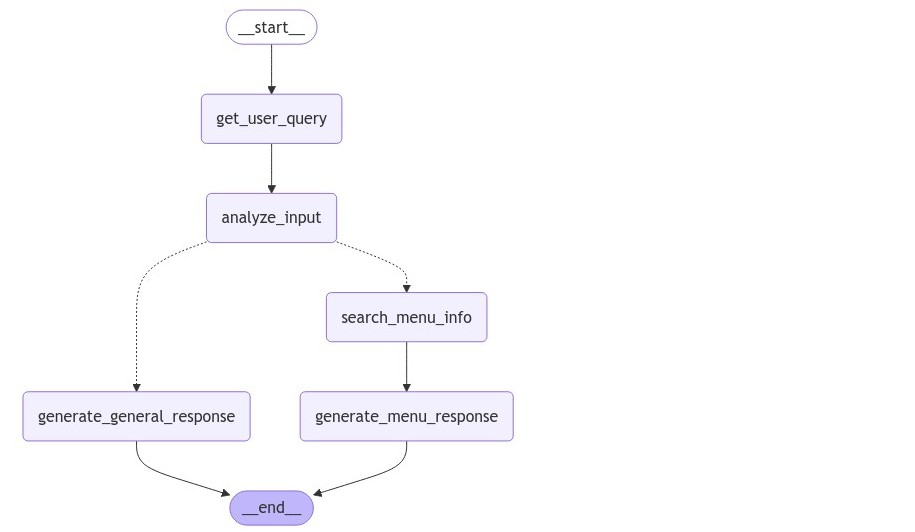 __start__
get_user_query
analyze_input
search_menu_info
generate_general_response
generate_menu_response
__end__